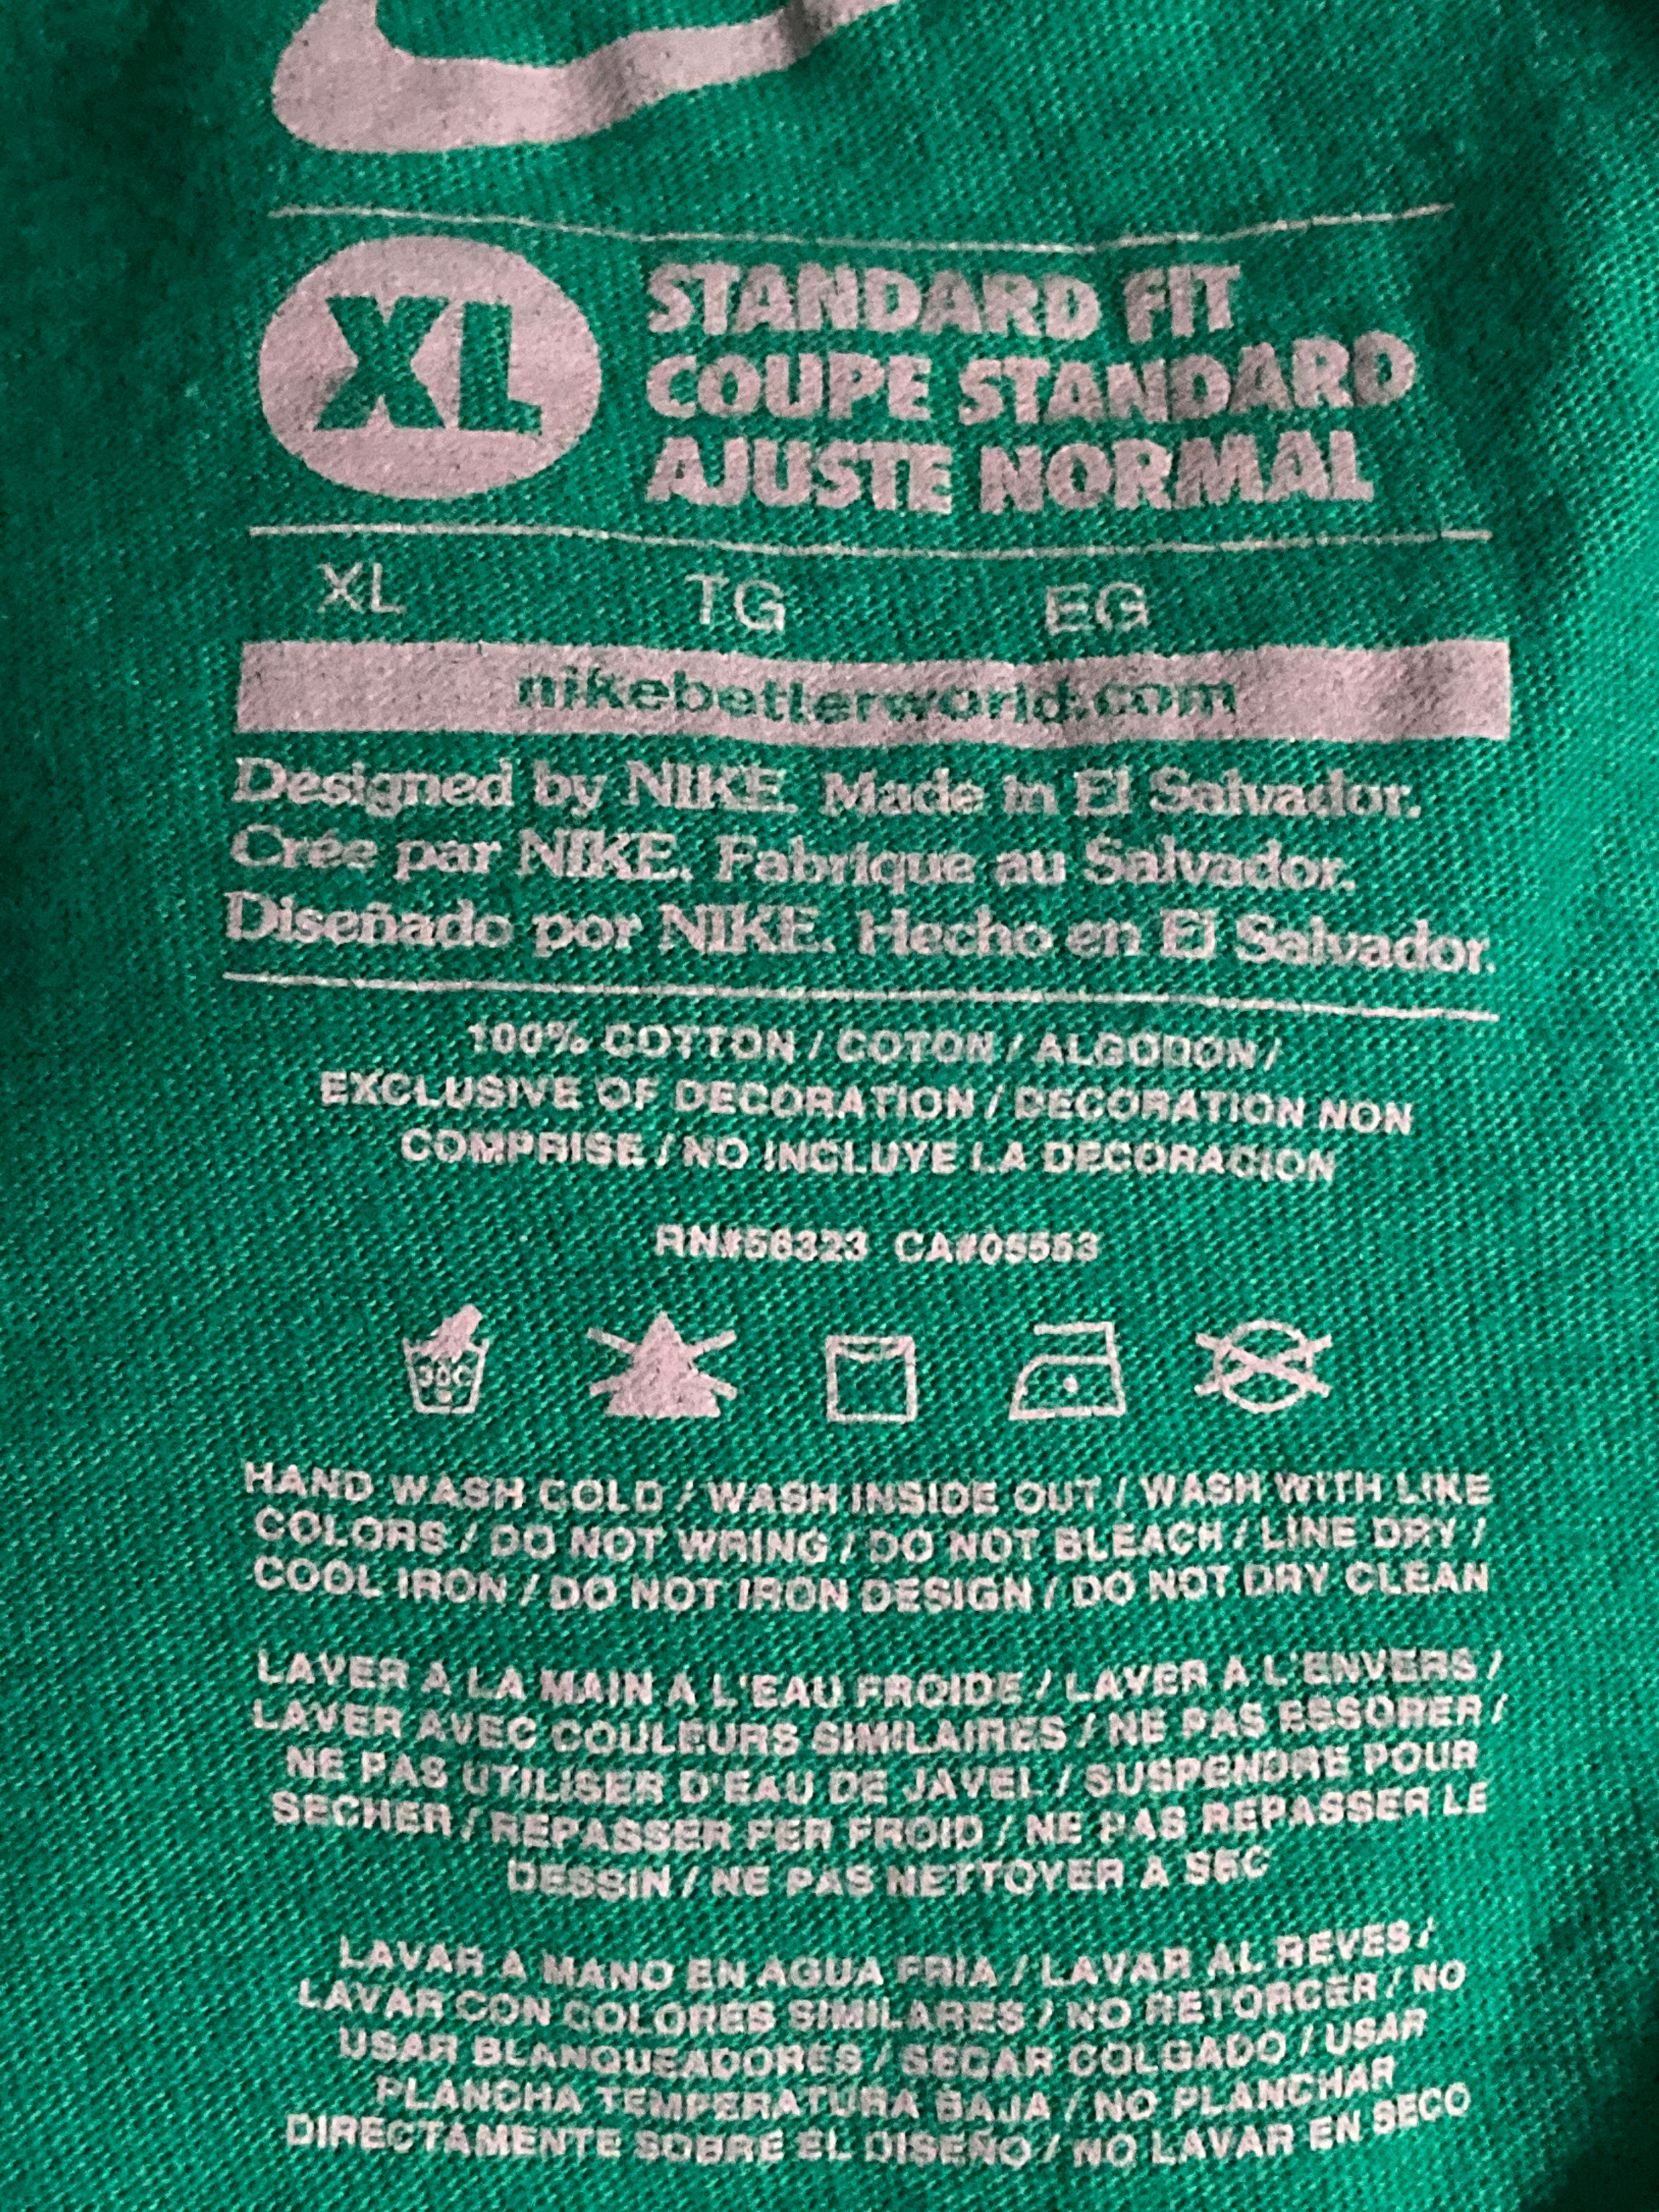 XL
STANDARD FIT
COUPE STANDARD
AJUSTE NORMAL
XL TG EG
nikebetterworld.com
Designed by NIKE. Made in El Salvador.
Crée par NIKE. Fabrique au Salvador.
Diseñado por NIKE. Hecho en El Salvador.
100% COTTON / COTON / ALGODON /
EXCLUSIVE OF DECORATION / DECORATION NON
COMPRISE / NO INCLUYE LA DECORACION
RN#56323 CA#05553
30C
HAND WASH COLD / WASH INSIDE OUT / WASH WITH LIKE
COLORS / DO NOT WRING / DO NOT BLEACH / LINE DRY /
COOL IRON / DO NOT IRON DESIGN / DO NOT DRY CLEAN
LAVER A LA MAIN A L'EAU FROIDE / LAVER A L'ENVERS /
LAVER AVEC COULEURS SIMILAIRES / NE PAS ESSORER /
NE PAS UTILISER D'EAU DE JAVEL / SUSPENDRE POUR
SECHER / REPASSER FER FROID / NE PAS REPASSER LE
DESSIN / NE PAS NETTOYER A SEC
LAVAR A MANO EN AGUA FRIA / LAVAR AL REVES /
LAVAR CON COLORES SIMILARES / NO RETORCER / NO
USAR BLANQUEADORES / SECAR COLGADO / USAR
PLANCHA TEMPERATURA BAJA / NO PLANCHAR
DIRECTAMENTE SOBRE EL DISEÑO / NO LAVAR EN SECO